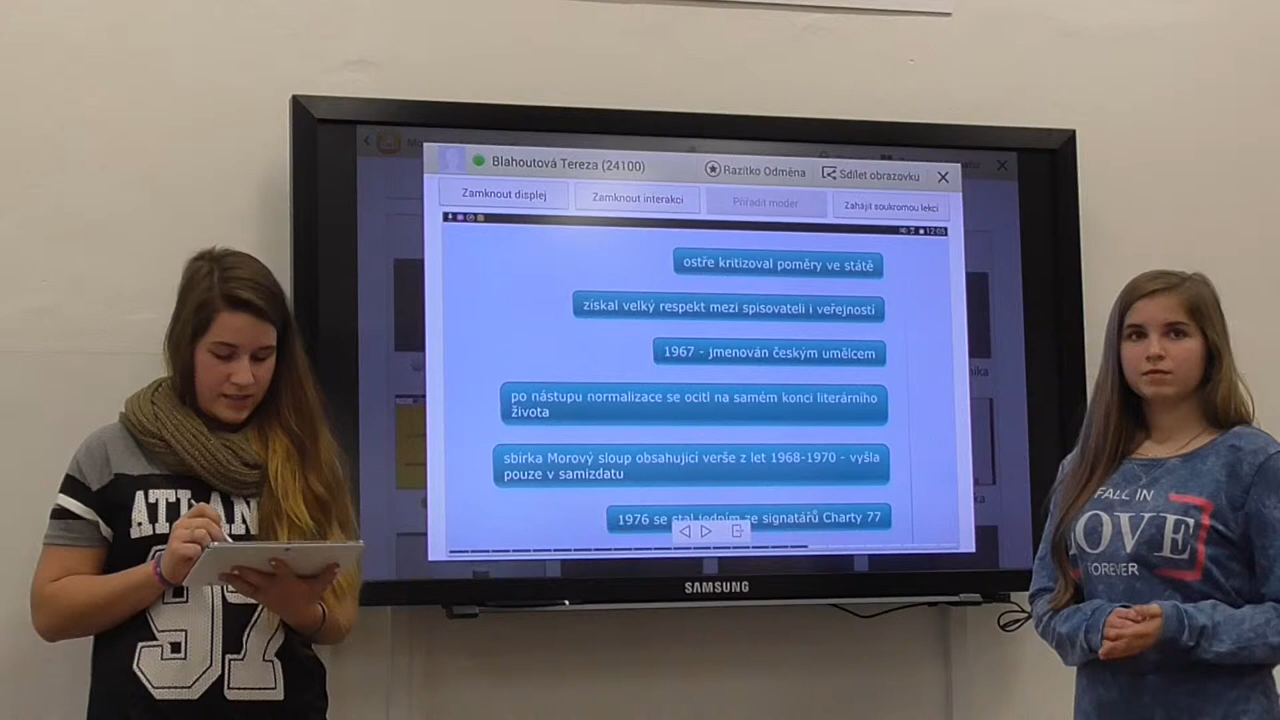 Blahoutová Tereza (24100)
Razítko Odměna
Sdílet obrazovku
Zamknout displej
Zamknout interakci
Přiřadit moder
Zahájit soukromou lekci
12:05
ostře kritizoval poměry ve státě
získal velký respekt mezi spisovateli i veřejností
1967 - jmenován českým umělcem
po nástupu normalizace se ocitl na samém konci literárního
života
sbírka Morový sloup obsahující verše z let 1968-1970 - vyšla
pouze v samizdatu
1976 se stal jedním ze signatářů Charty 77
SAMSUNG
ATLAN
97
FALL IN
LOVE
FOREVER